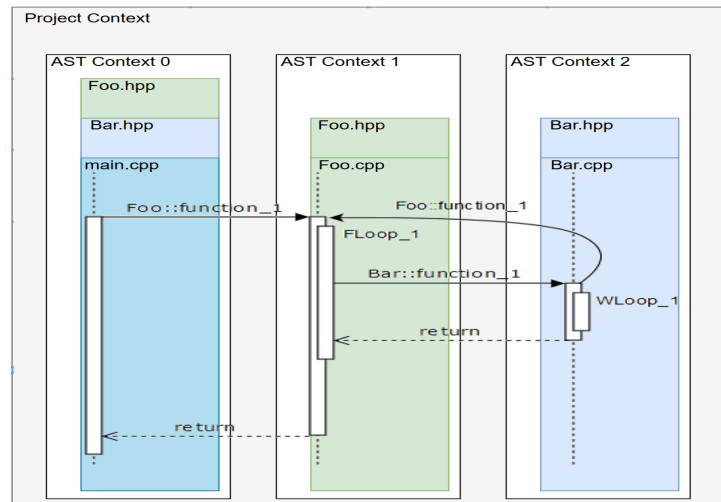 Project Context
AST Context 0
AST Context 1
AST Context 2
Foo.hpp
Bar.hpp
Foo.hpp
Bar.hpp
main.cpp
Foo.cpp
Bar.cpp
Foo::function_1
Foo::function_1
FLoop_1
Bar::function_1
WLoop_1
return
return